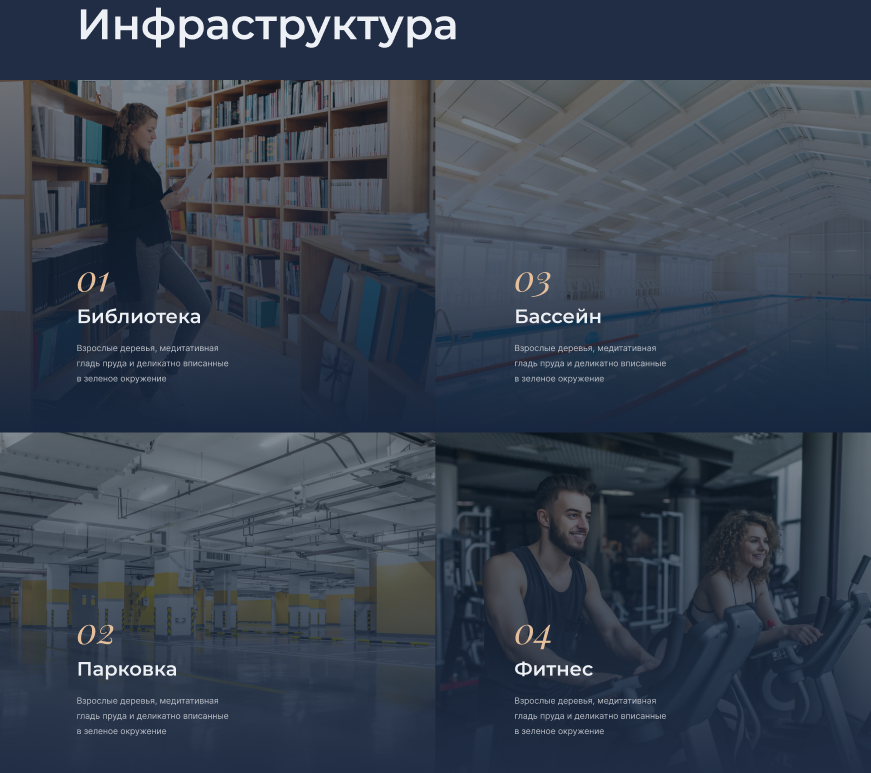 Инфраструктура
01
Библиотека
Взрослые деревья, медитативная
гладь пруда и деликатно вписанные
в зеленое окружение
03
Бассейн
Взрослые деревья, медитативная
гладь пруда и деликатно вписанные
в зеленое окружение
02
Парковка
Взрослые деревья, медитативная
гладь пруда и деликатно вписанные
в зеленое окружение
04
Фитнес
Взрослые деревья, медитативная
гладь пруда и деликатно вписанные
в зеленое окружение